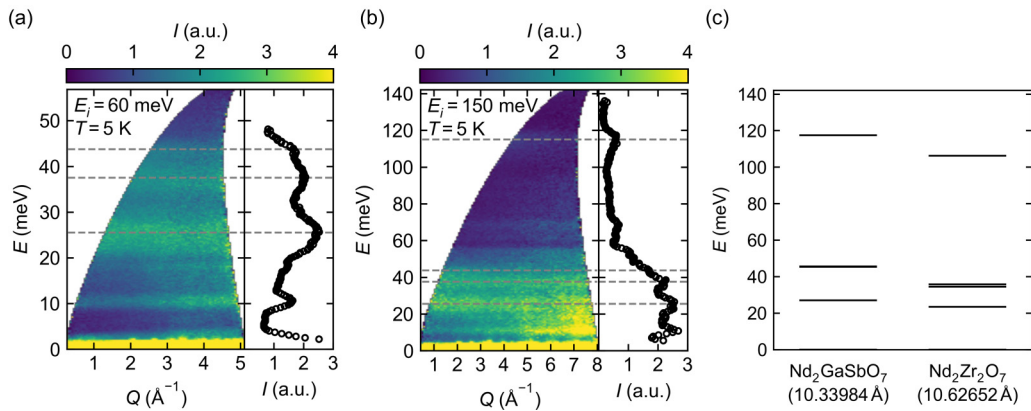 (a)
I (a.u.)
0 1 2 3 4
E_i = 60 meV
T = 5 K
E (meV)
50
40
30
20
10
0
1 2 3 4 5
1 2 3
Q (Å⁻¹)
I (a.u.)
(b)
I (a.u.)
0 1 2 3 4
E_i = 150 meV
T = 5 K
E (meV)
140
120
100
80
60
40
20
0
1 2 3 4 5 6 7 8
1 2 3
Q (Å⁻¹)
I (a.u.)
(c)
E (meV)
140
120
100
80
60
40
20
0
Nd₂GaSbO₇ Nd₂Zr₂O₇
(10.33984 Å) (10.62652 Å)